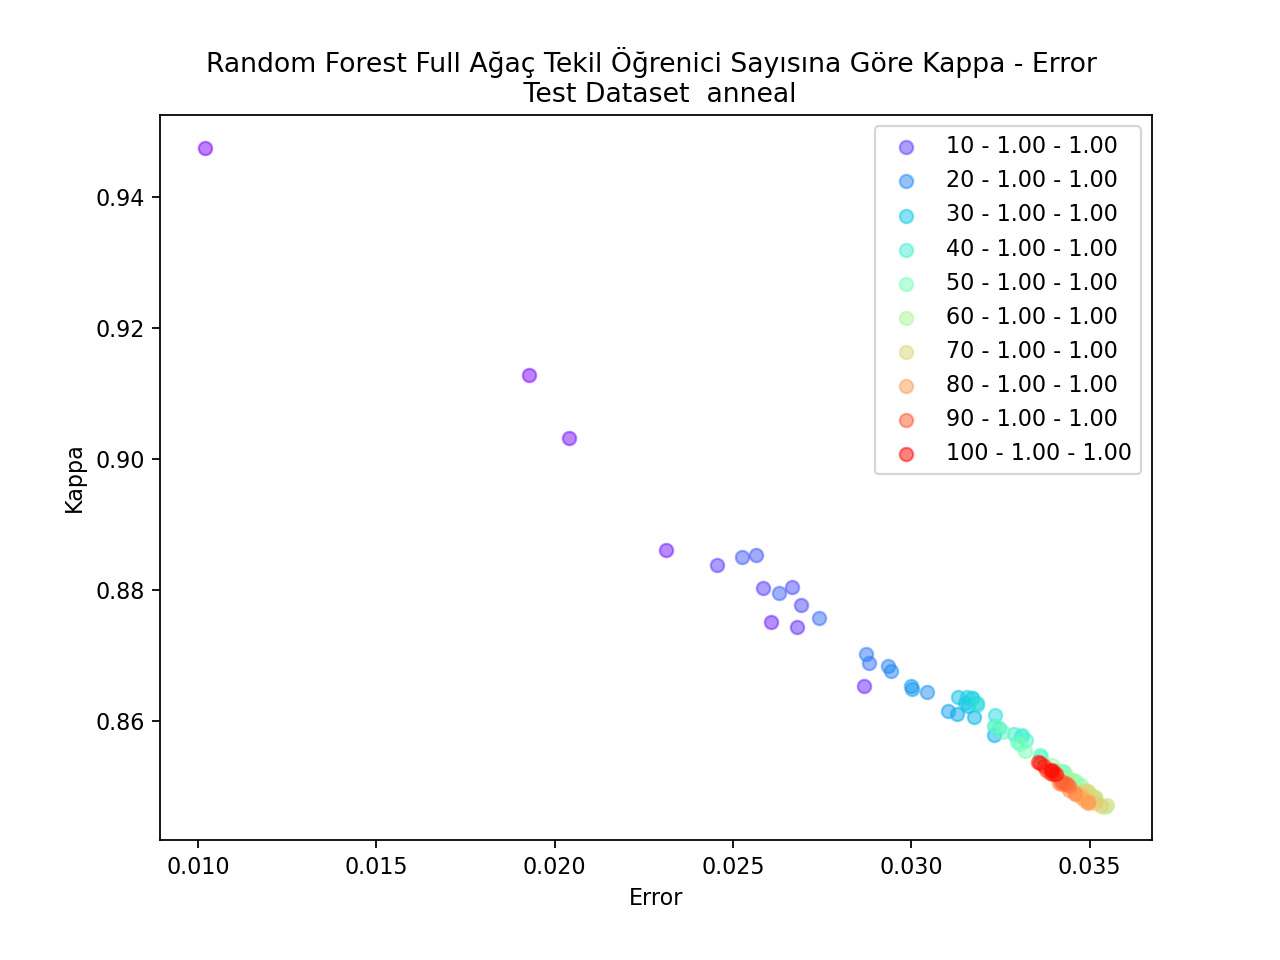 Random Forest Full Ağaç Tekil Öğrenici Sayısına Göre Kappa - Error
Test Dataset  anneal
10 - 1.00 - 1.00
20 - 1.00 - 1.00
30 - 1.00 - 1.00
40 - 1.00 - 1.00
50 - 1.00 - 1.00
60 - 1.00 - 1.00
70 - 1.00 - 1.00
80 - 1.00 - 1.00
90 - 1.00 - 1.00
100 - 1.00 - 1.00
Kappa
0.94
0.92
0.90
0.88
0.86
0.010
0.015
0.020
0.025
0.030
0.035
Error